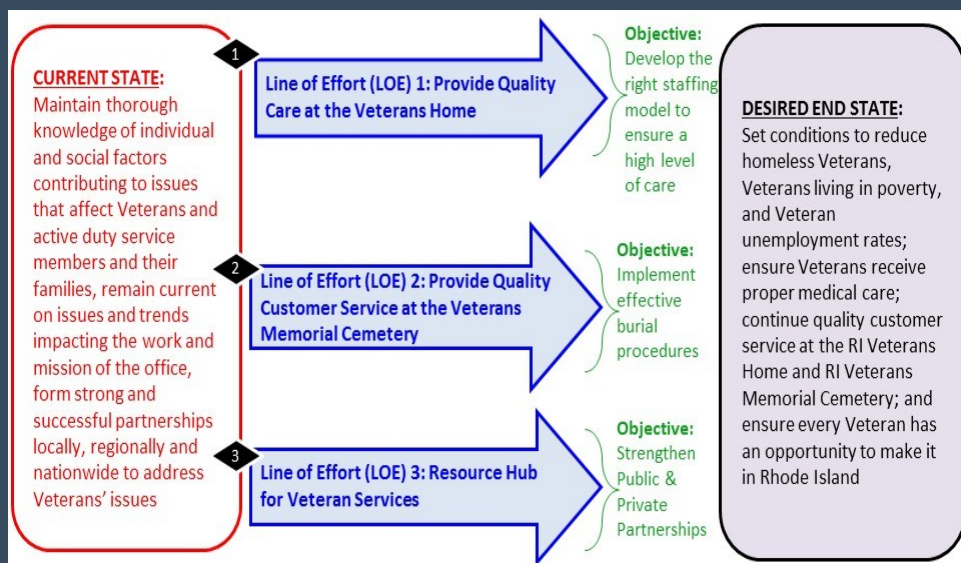 CURRENT STATE:
Maintain thorough
knowledge of individual
and social factors
contributing to issues
that affect Veterans and
active duty service
members and their
families, remain current
on issues and trends
impacting the work and
mission of the office,
form strong and
successful partnerships
locally, regionally and
nationwide to address
Veterans’ issues
1
Line of Effort (LOE) 1: Provide Quality
Care at the Veterans Home
Objective:
Develop the
right staffing
model to
ensure a
high level
of care
2
Line of Effort (LOE) 2: Provide Quality
Customer Service at the Veterans
Memorial Cemetery
Objective:
Implement
effective
burial
procedures
3
Line of Effort (LOE) 3: Resource Hub
for Veteran Services
Objective:
Strengthen
Public &
Private
Partnerships
DESIRED END STATE:
Set conditions to reduce
homeless Veterans,
Veterans living in poverty,
and Veteran
unemployment rates;
ensure Veterans receive
proper medical care;
continue quality customer
service at the RI Veterans
Home and RI Veterans
Memorial Cemetery; and
ensure every Veteran has
an opportunity to make it
in Rhode Island